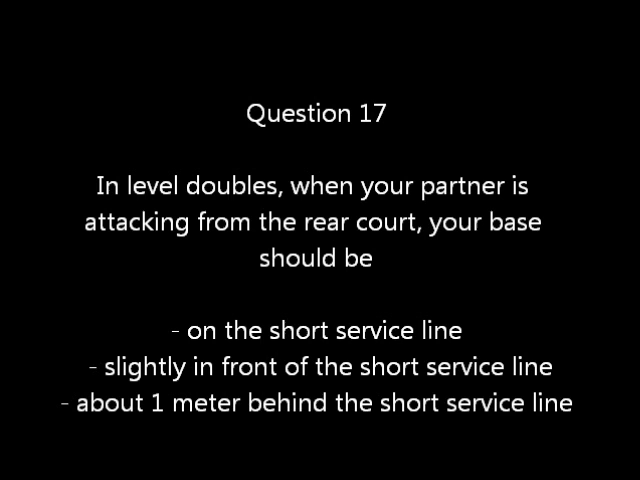 Question 17
In level doubles, when your partner is
attacking from the rear court, your base
should be
- on the short service line
- slightly in front of the short service line
- about 1 meter behind the short service line